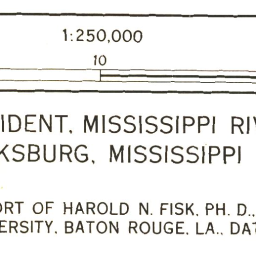 1:250,000
10
IDENT, MISSISSIPPI RIV
KSBURG, MISSISSIPPI
ORT OF HAROLD N. FISK, PH. D.,
ERSITY, BATON ROUGE, LA., DAT